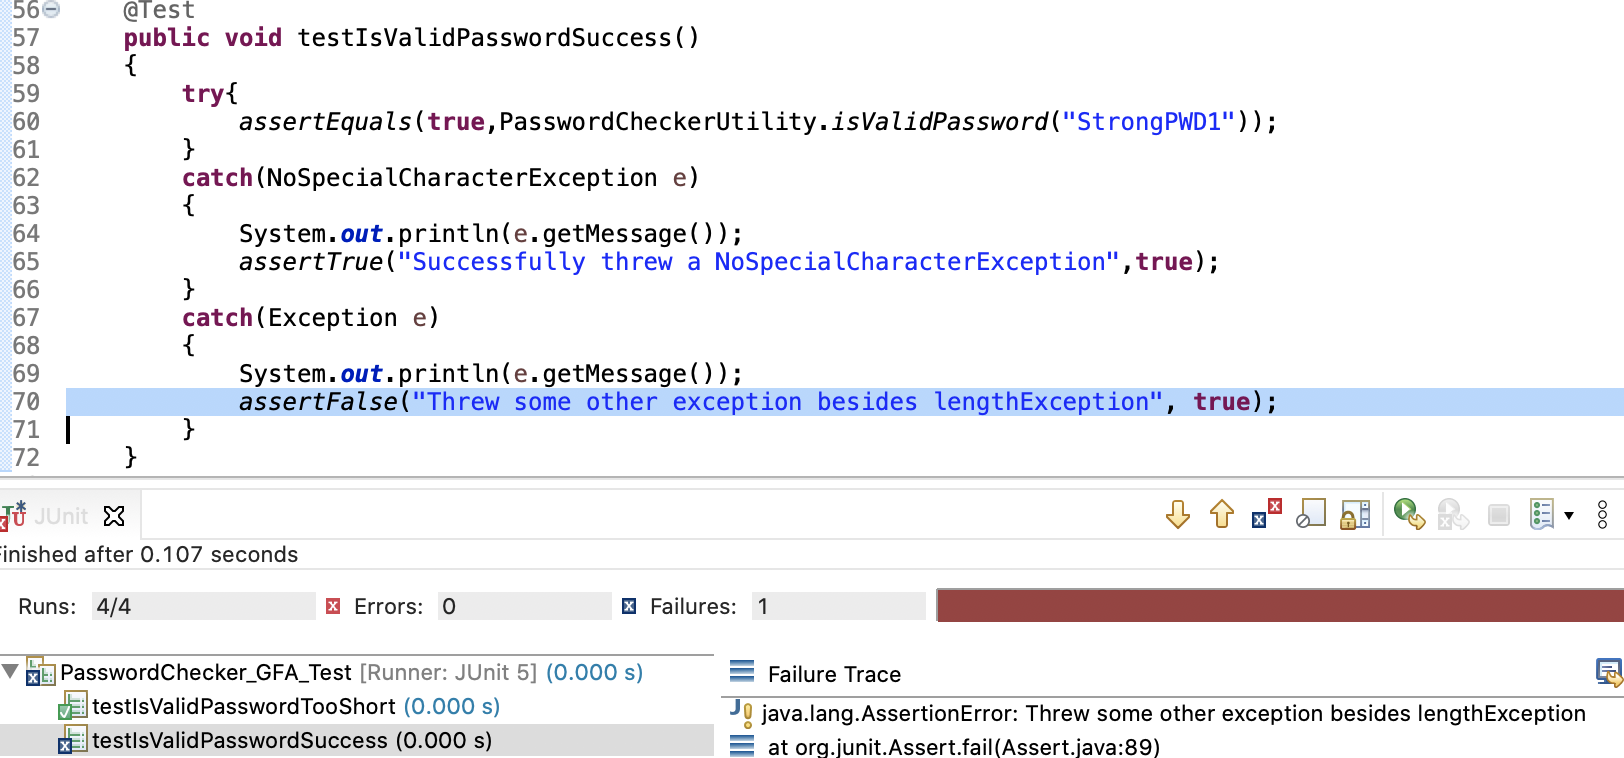 56 @Test
57 public void testIsValidPasswordSuccess()
58 {
59 try{
60 assertEquals(true,PasswordCheckerUtility.isValidPassword("StrongPWD1"));
61 }
62 catch(NoSpecialCharacterException e)
63 {
64 System.out.println(e.getMessage());
65 assertTrue("Successfully threw a NoSpecialCharacterException",true);
66 }
67 catch(Exception e)
68 {
69 System.out.println(e.getMessage());
70 assertFalse("Threw some other exception besides lengthException", true);
71 }
72 }
JUnit
Finished after 0.107 seconds
Runs: 4/4 Errors: 0 Failures: 1
PasswordChecker_GFA_Test [Runner: JUnit 5] (0.000 s)
testIsValidPasswordTooShort (0.000 s)
testIsValidPasswordSuccess (0.000 s)
Failure Trace
java.lang.AssertionError: Threw some other exception besides lengthException
at org.junit.Assert.fail(Assert.java:89)